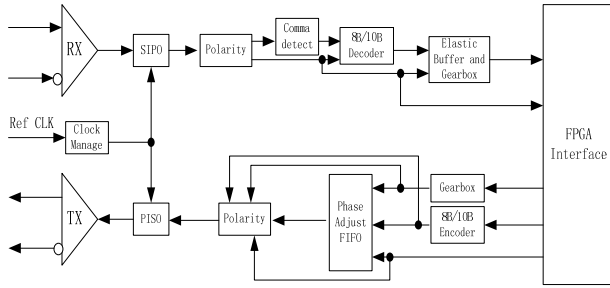 RX
SIPO
Polarity
Comma
detect
8B/10B
Decoder
Elastic
Buffer and
Gearbox
FPGA
Interface
Ref CLK
Clock
Manage
TX
PISO
Polarity
Phase
Adjust
FIFO
Gearbox
8B/10B
Encoder